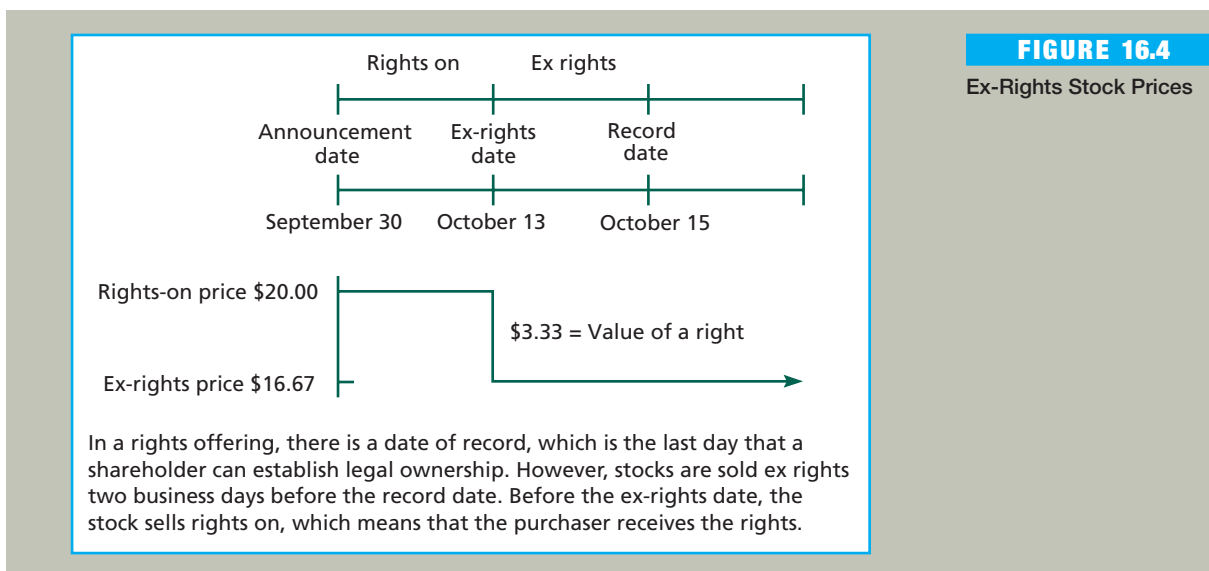 FIGURE 16.4
Ex-Rights Stock Prices
Rights on Ex rights
Announcement date
Ex-rights date
Record date
September 30 October 13 October 15
Rights-on price $20.00
$3.33 = Value of a right
Ex-rights price $16.67
In a rights offering, there is a date of record, which is the last day that a
shareholder can establish legal ownership. However, stocks are sold ex rights
two business days before the record date. Before the ex-rights date, the
stock sells rights on, which means that the purchaser receives the rights.